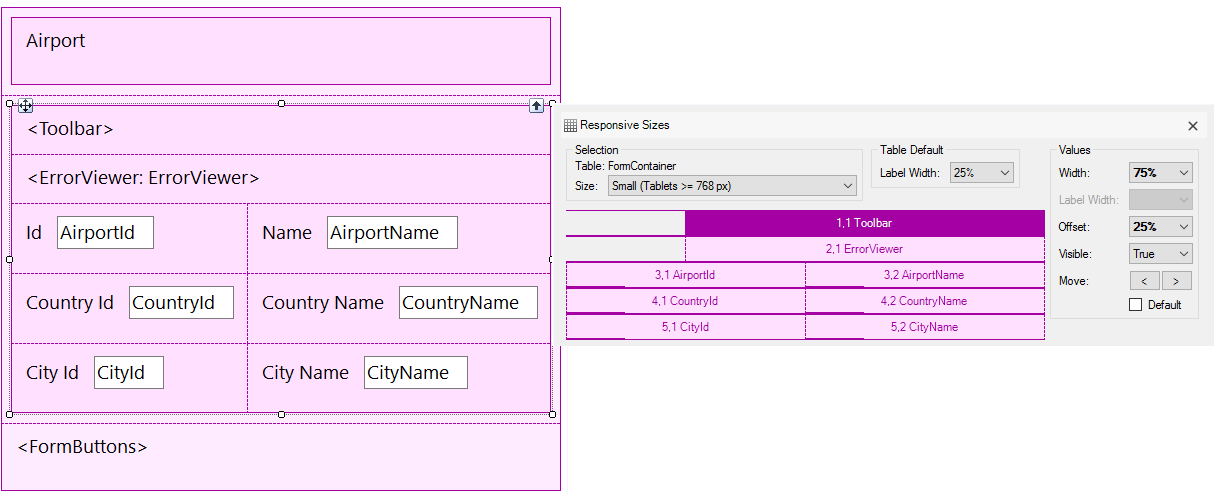 Airport
<Toolbar>
<ErrorViewer: ErrorViewer>
Id AirportId Name AirportName
Country Id CountryId Country Name CountryName
City Id CityId City Name CityName
<FormButtons>
Responsive Sizes
Selection
Table: FormContainer
Size: Small (Tablets >= 768 px)
Table Default
Label Width: 25%
Values
Width: 75%
Label Width:
Offset: 25%
Visible: True
Move: < >
Default
1,1 Toolbar
2,1 ErrorViewer
3,1 AirportId 3,2 AirportName
4,1 CountryId 4,2 CountryName
5,1 CityId 5,2 CityName